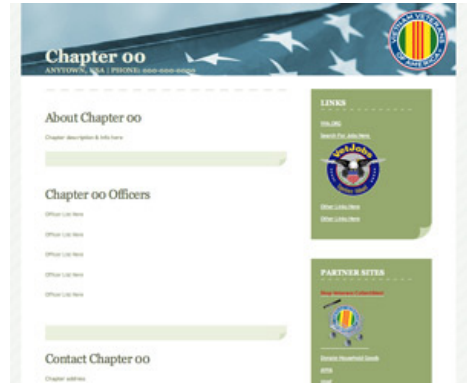 Chapter 00
ANYTOWN, USA | PHONE: 000-000-0000
VIETNAM VETERANS
OF AMERICA
About Chapter 00
Chapter description & info here
Chapter 00 Officers
Officer List Here
Officer List Here
Officer List Here
Officer List Here
Officer List Here
Contact Chapter 00
Chapter address
LINKS
VVA.ORG
Search For Jobs Here
VetJobs
Other Links Here
Other Links Here
PARTNER SITES
Donate Household Goods